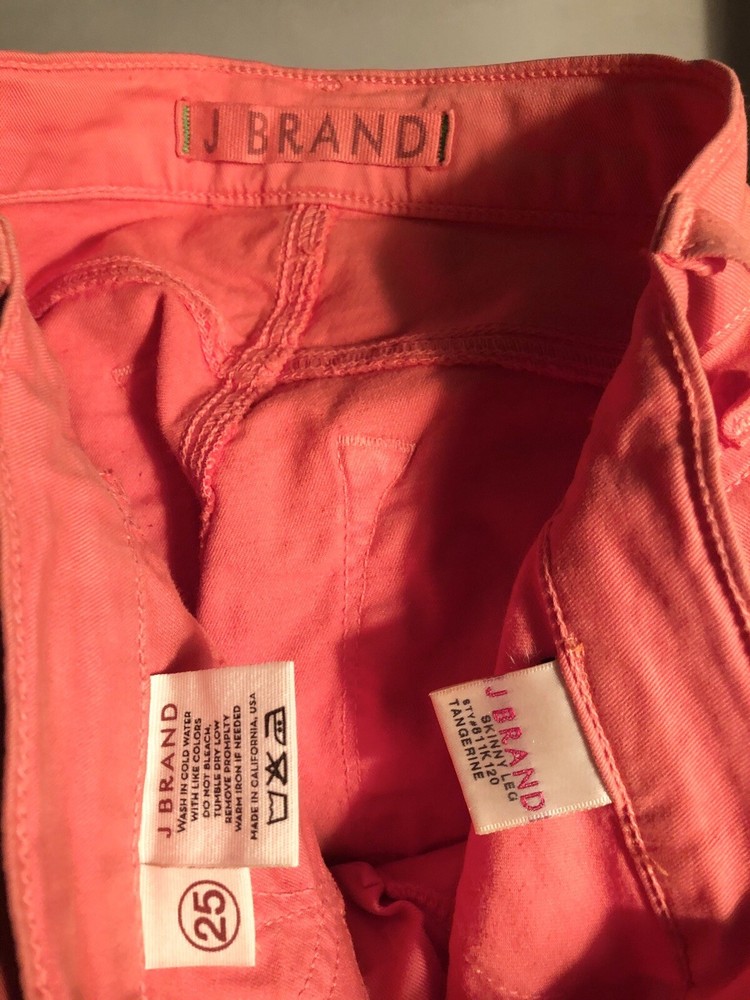 J BRAND
J BRAND
WASH IN COLD WATER
WITH LIKE COLORS
DO NOT BLEACH.
TUMBLE DRY LOW
REMOVE PROMPTLY
WARM IRON IF NEEDED
MADE IN CALIFORNIA, USA
25
J BRAND
SKINNY LEG
STY#811K120
TANGERINE